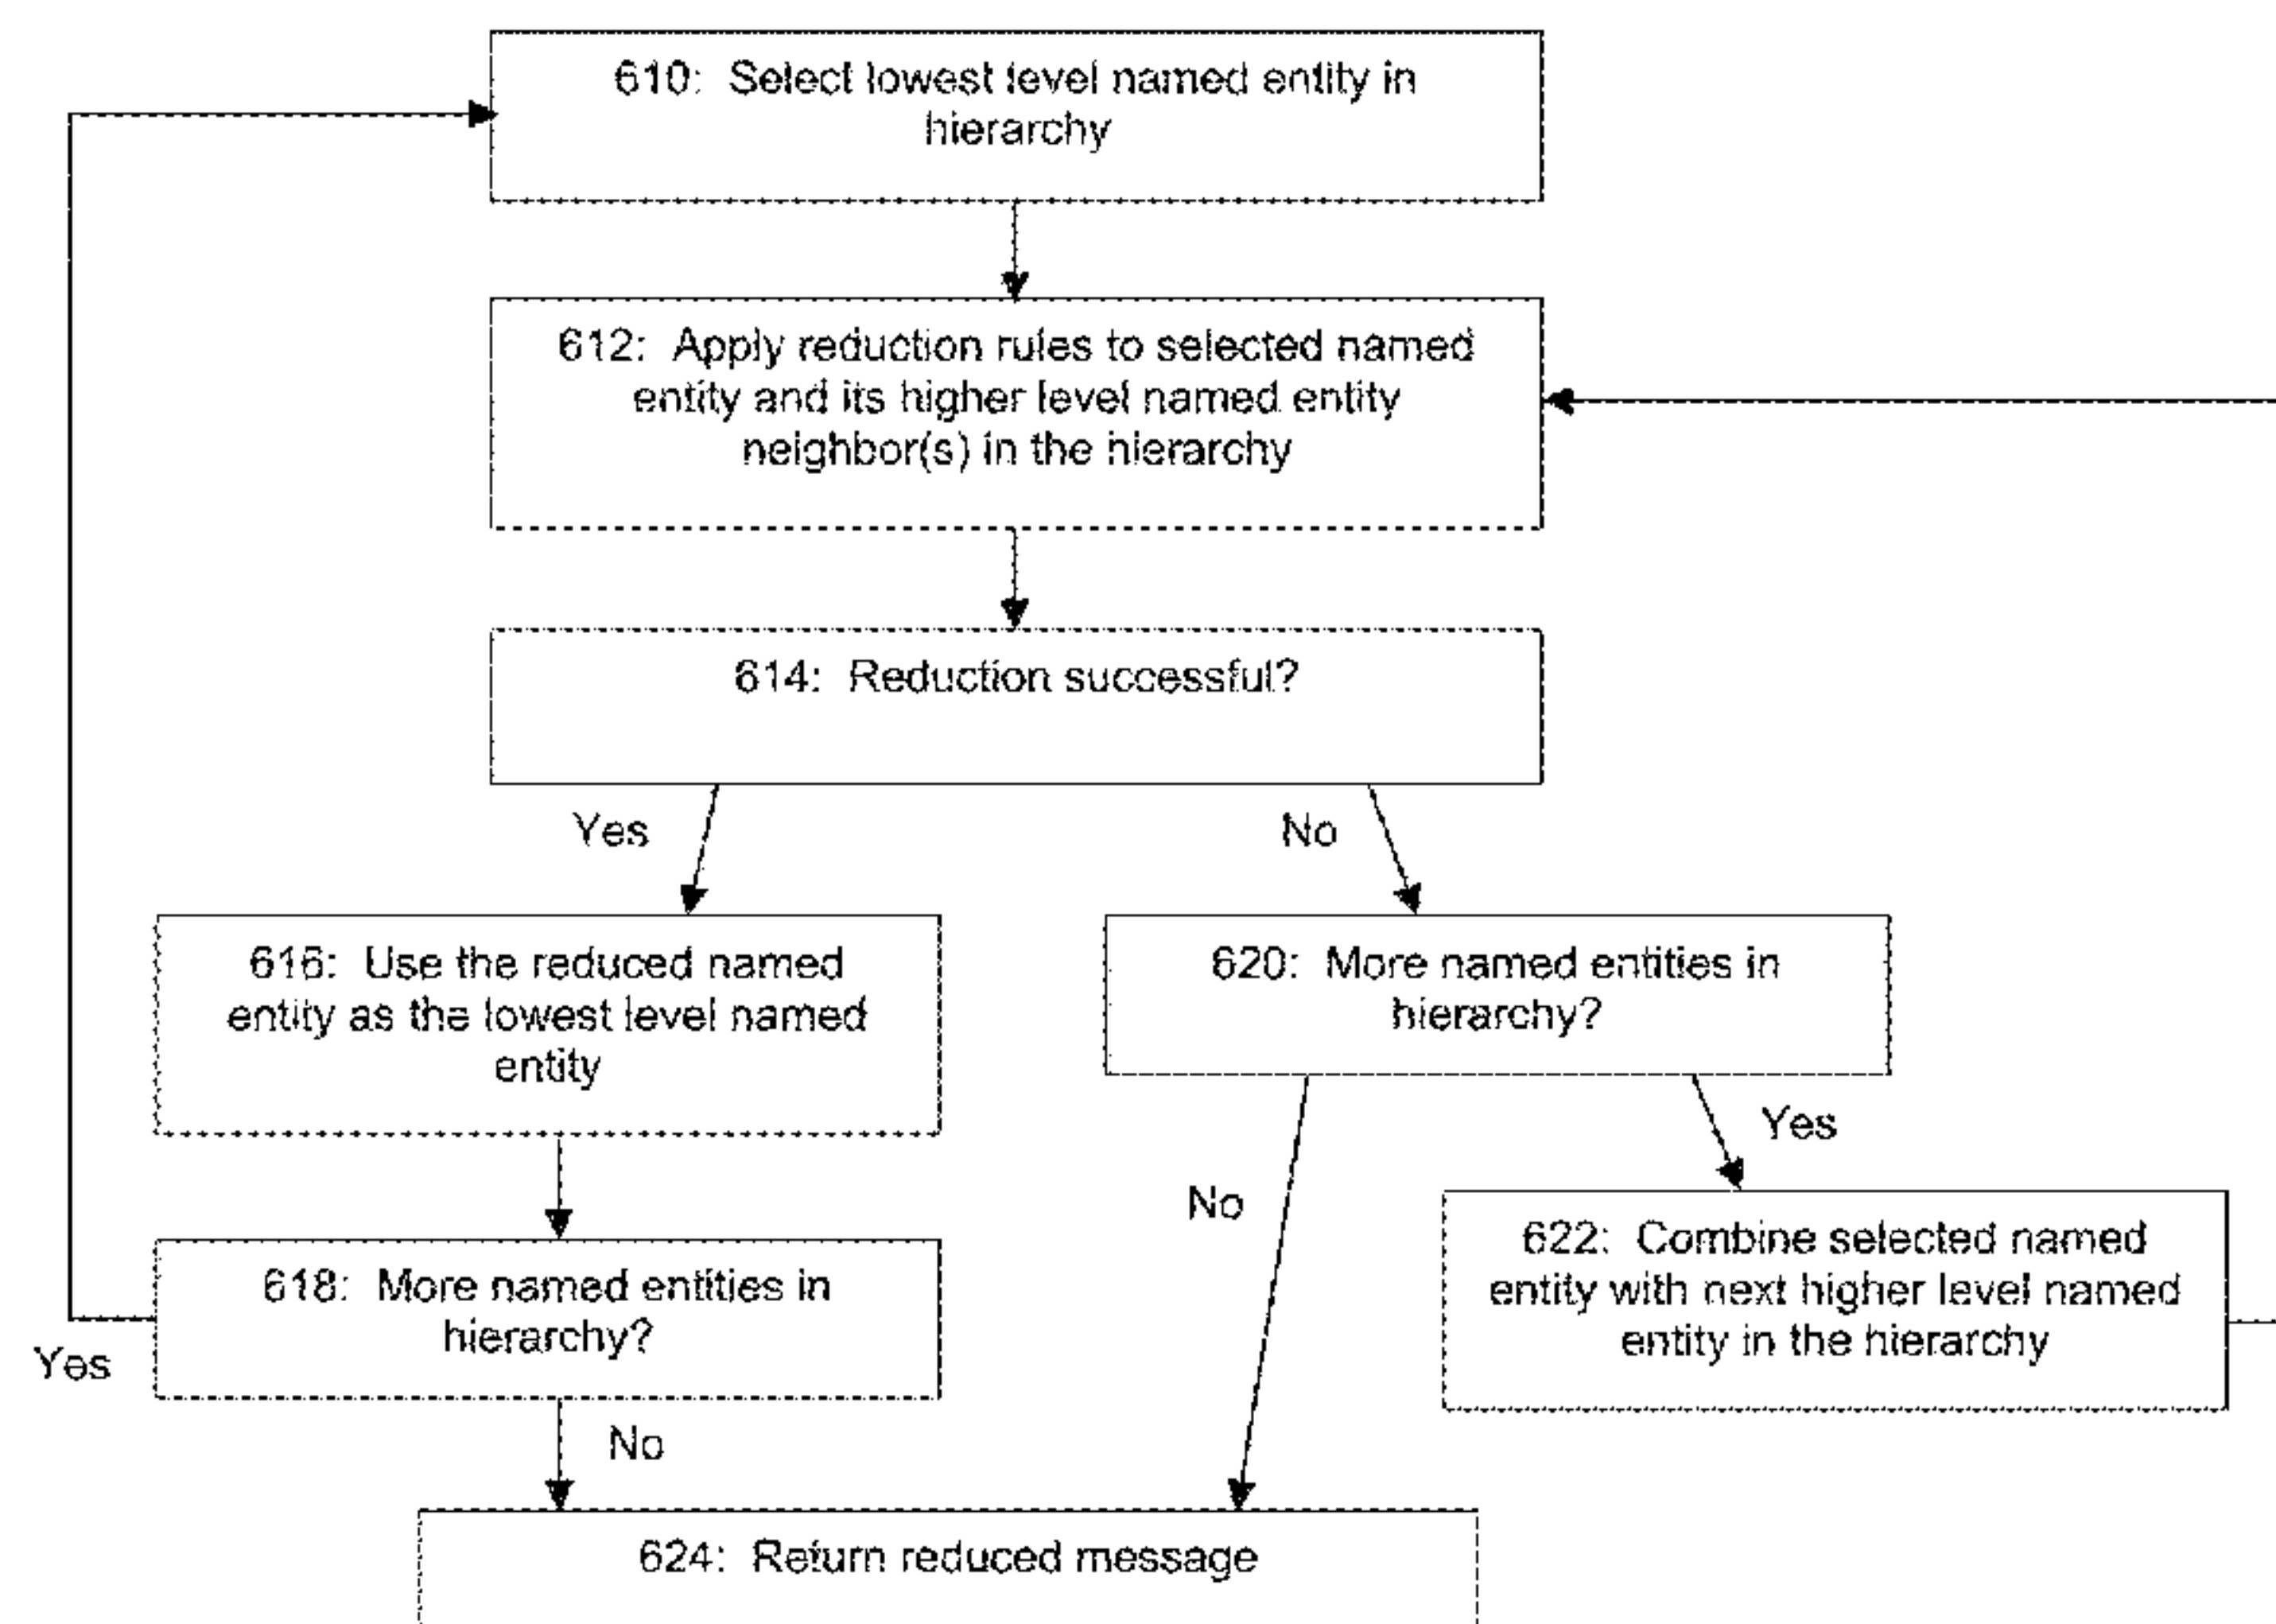 610: Select lowest level named entity in
hierarchy
612: Apply reduction rules to selected named
entity and its higher level named entity
neighbor(s) in the hierarchy
614: Reduction successful?
Yes
No
616: Use the reduced named
entity as the lowest level named
entity
620: More named entities in
hierarchy?
Yes
No
622: Combine selected named
entity with next higher level named
entity in the hierarchy
618: More named entities in
hierarchy?
Yes
No
624: Return reduced message